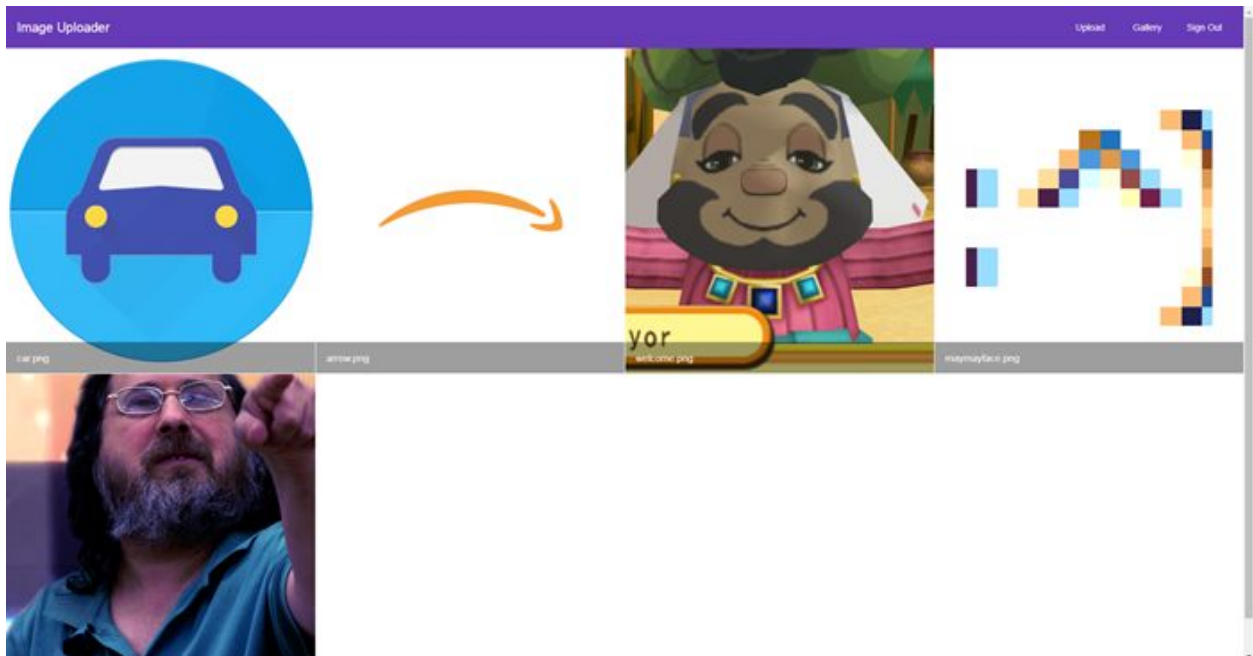 Image Uploader
Upload Gallery Sign Out
yor
car.png arrow.png welcome.png maymayface.png